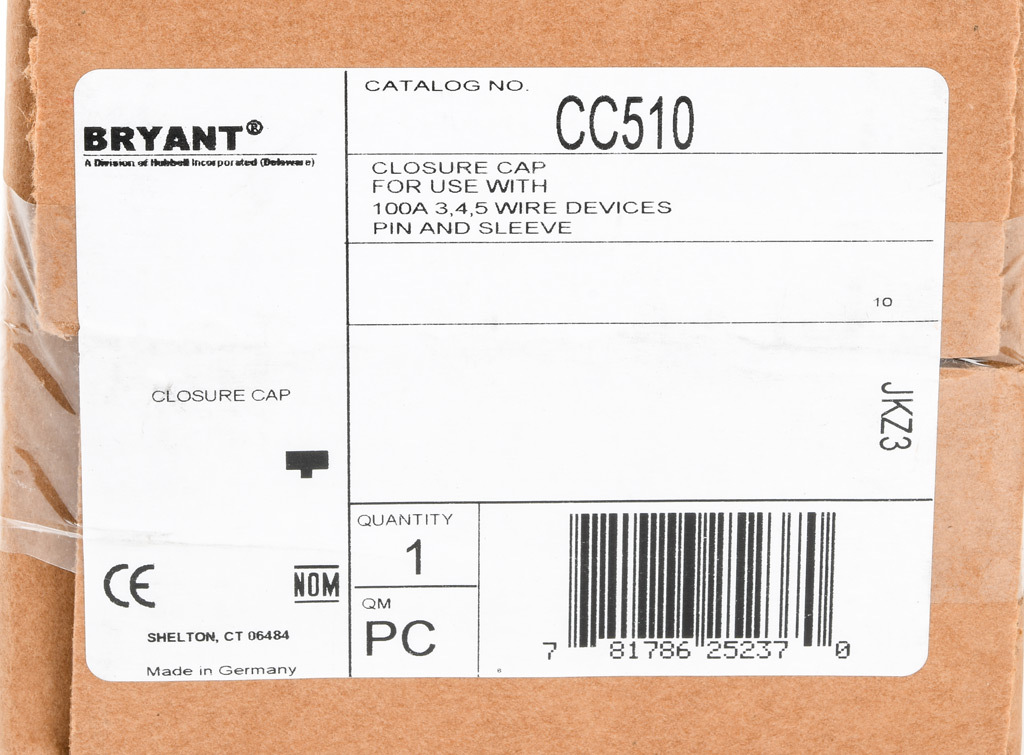 BRYANT®
A Division of Hubbell Incorporated (Delaware)
CATALOG NO.
CC510
CLOSURE CAP
FOR USE WITH
100A 3,4,5 WIRE DEVICES
PIN AND SLEEVE
10
JKZ3
CLOSURE CAP
CE
NOM
SHELTON, CT 06484
Made in Germany
QUANTITY
1
QM
PC
7 81786 25237 0